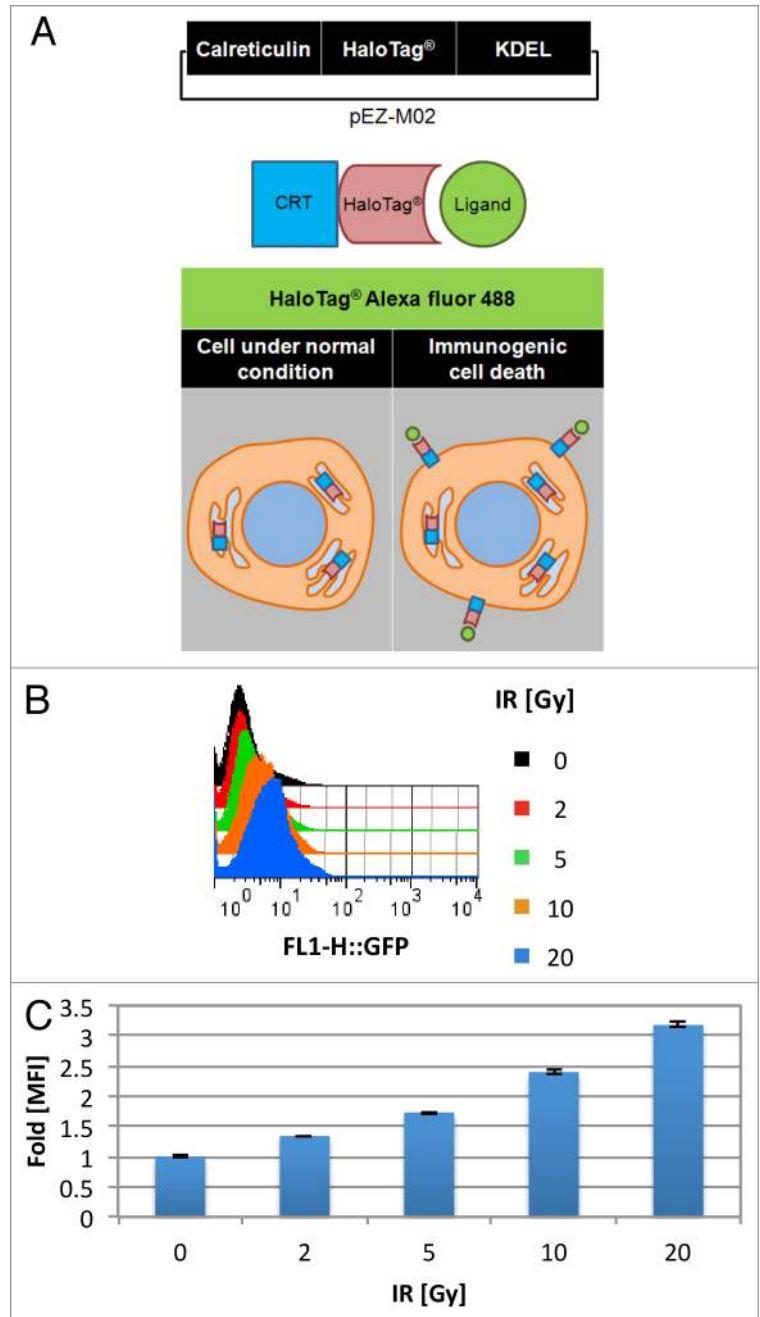 A
Calreticulin HaloTag® KDEL
pEZ-M02
CRT HaloTag® Ligand
HaloTag® Alexa fluor 488
Cell under normal condition
Immunogenic cell death
B
IR [Gy]
0
2
5
10
20
10^0 10^1 10^2 10^3 10^4
FL1-H::GFP
C
Fold [MFI]
3.5
3
2.5
2
1.5
1
0.5
0
0 2 5 10 20
IR [Gy]